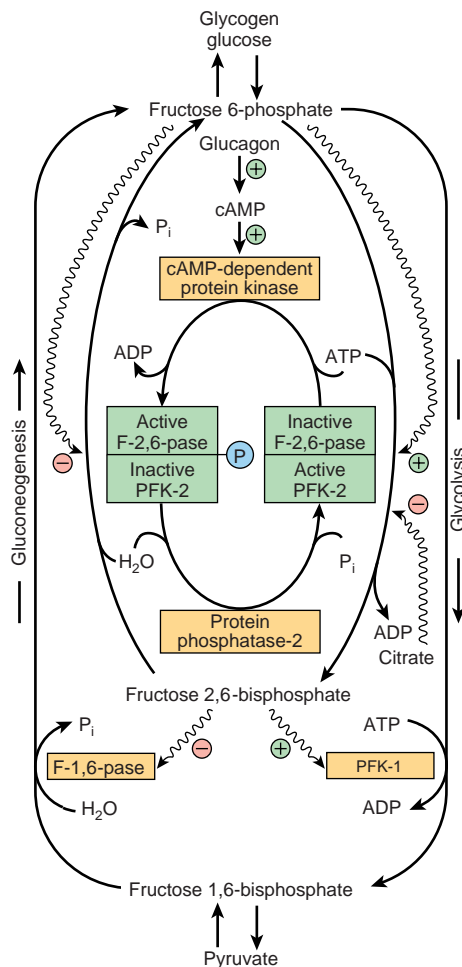 Glycogen
glucose
Fructose 6-phosphate
Glucagon
+
cAMP
+
Pi
cAMP-dependent
protein kinase
ADP
ATP
Active
F-2,6-pase
Inactive
PFK-2
P
Inactive
F-2,6-pase
Active
PFK-2
Gluconeogenesis
−
+
−
Glycolysis
H2O
Pi
Protein
phosphatase-2
ADP
Citrate
Fructose 2,6-bisphosphate
Pi
−
+
ATP
F-1,6-pase
PFK-1
H2O
ADP
Fructose 1,6-bisphosphate
Pyruvate